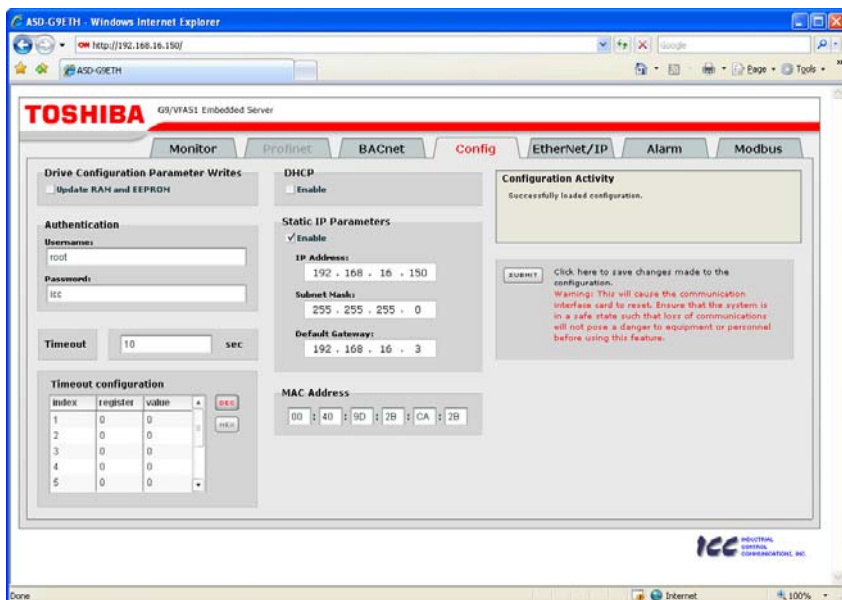 ASD-G9ETH - Windows Internet Explorer
http://192.168.16.150/
Google
ASD-G9ETH
Page
Tools
TOSHIBA
G9/VFAS1 Embedded Server
Monitor
Profinet
BACnet
Config
EtherNet/IP
Alarm
Modbus
Drive Configuration Parameter Writes
Update RAM and EEPROM
Authentication
Username:
root
Password:
icc
Timeout
10
sec
Timeout configuration
index register value
1 0 0
2 0 0
3 0 0
4 0 0
5 0 0
DEC
HEX
DHCP
Enable
Static IP Parameters
Enable
IP Address:
192 . 168 . 16 . 150
Subnet Mask:
255 . 255 . 255 . 0
Default Gateway:
192 . 168 . 16 . 3
MAC Address
00 : 40 : 9D : 2B : CA : 2B
Configuration Activity
Successfully loaded configuration.
SUBMIT
Click here to save changes made to the
configuration.
Warning: This will cause the communication
interface card to reset. Ensure that the system is
in a safe state such that loss of communications
will not pose a danger to equipment or personnel
before using this feature.
ICC
INDUSTRIAL
CONTROL
COMMUNICATIONS, INC.
Done
Internet
100%